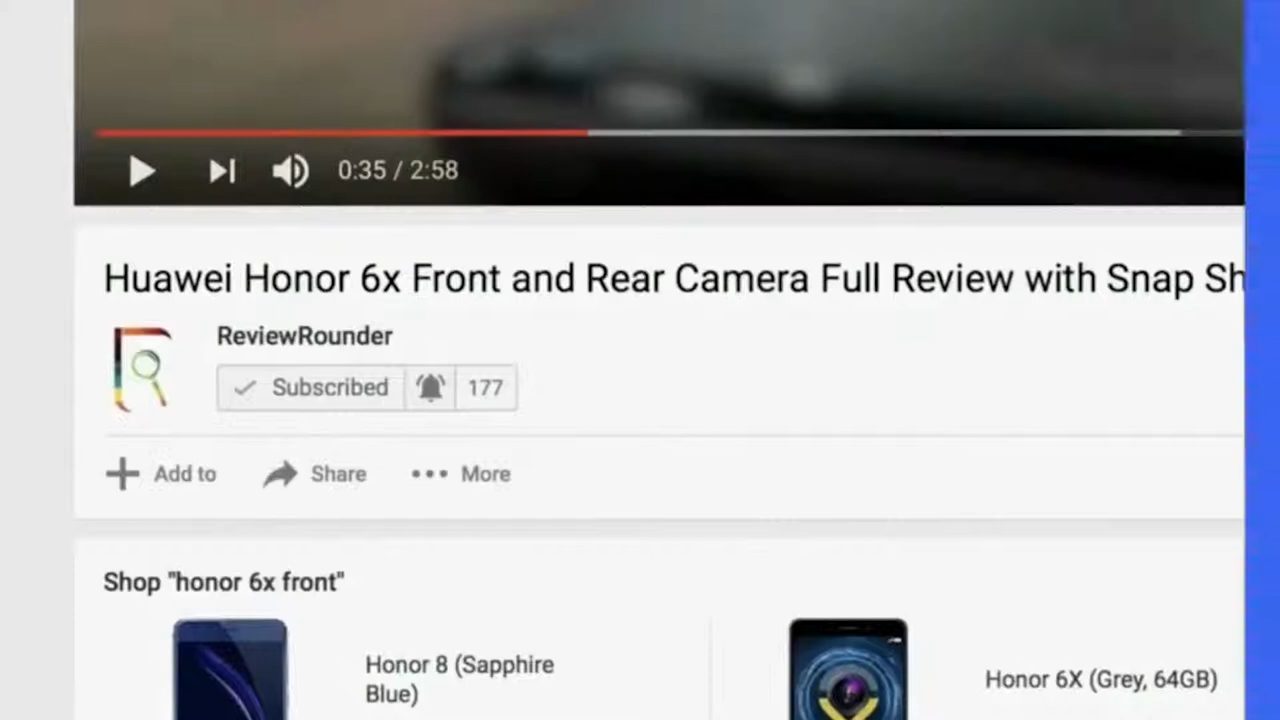 0:35 / 2:58
Huawei Honor 6x Front and Rear Camera Full Review with Snap Sh
ReviewRounder
Subscribed 177
Add to Share More
Shop "honor 6x front"
Honor 8 (Sapphire
Blue)
Honor 6X (Grey, 64GB)